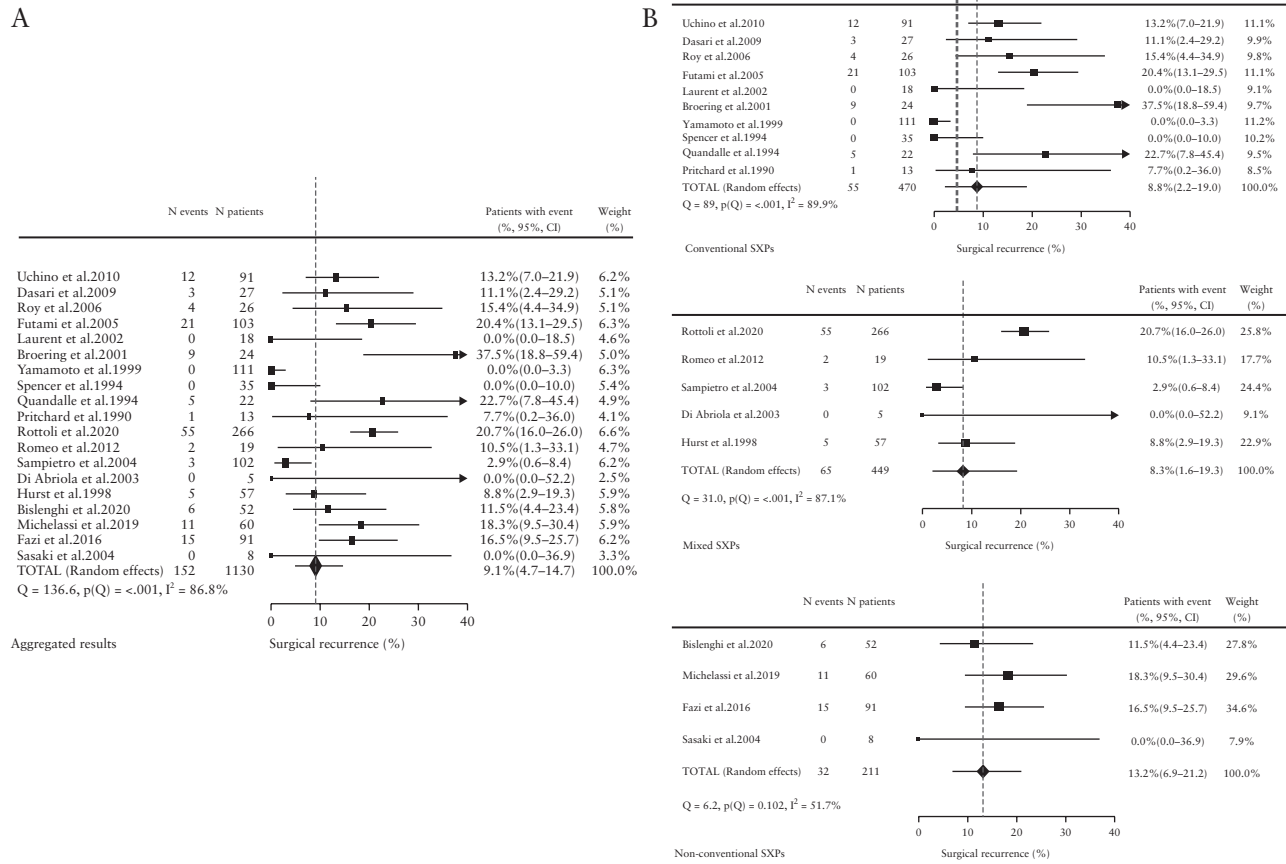 A
N events N patients Patients with event Weight
(%, 95%, CI) (%)
Uchino et al.2010 12 91 13.2%(7.0–21.9) 6.2%
Dasari et al.2009 3 27 11.1%(2.4–29.2) 5.1%
Roy et al.2006 4 26 15.4%(4.4–34.9) 5.1%
Futami et al.2005 21 103 20.4%(13.1–29.5) 6.3%
Laurent et al.2002 0 18 0.0%(0.0–18.5) 4.6%
Broering et al.2001 9 24 37.5%(18.8–59.4) 5.0%
Yamamoto et al.1999 0 111 0.0%(0.0–3.3) 6.3%
Spencer et al.1994 0 35 0.0%(0.0–10.0) 5.4%
Quandalle et al.1994 5 22 22.7%(7.8–45.4) 4.9%
Pritchard et al.1990 1 13 7.7%(0.2–36.0) 4.1%
Rottoli et al.2020 55 266 20.7%(16.0–26.0) 6.6%
Romeo et al.2012 2 19 10.5%(1.3–33.1) 4.7%
Sampietro et al.2004 3 102 2.9%(0.6–8.4) 6.2%
Di Abriola et al.2003 0 5 0.0%(0.0–52.2) 2.5%
Hurst et al.1998 5 57 8.8%(2.9–19.3) 5.9%
Bislenghi et al.2020 6 52 11.5%(4.4–23.4) 5.8%
Michelassi et al.2019 11 60 18.3%(9.5–30.4) 5.9%
Fazi et al.2016 15 91 16.5%(9.5–25.7) 6.2%
Sasaki et al.2004 0 8 0.0%(0.0–36.9) 3.3%
TOTAL (Random effects) 152 1130 9.1%(4.7–14.7) 100.0%
Q = 136.6, p(Q) = <.001, I² = 86.8%
0 10 20 30 40
Aggregated results Surgical recurrence (%)
B
Uchino et al.2010 12 91 13.2%(7.0–21.9) 11.1%
Dasari et al.2009 3 27 11.1%(2.4–29.2) 9.9%
Roy et al.2006 4 26 15.4%(4.4–34.9) 9.8%
Futami et al.2005 21 103 20.4%(13.1–29.5) 11.1%
Laurent et al.2002 0 18 0.0%(0.0–18.5) 9.1%
Broering et al.2001 9 24 37.5%(18.8–59.4) 9.7%
Yamamoto et al.1999 0 111 0.0%(0.0–3.3) 11.2%
Spencer et al.1994 0 35 0.0%(0.0–10.0) 10.2%
Quandalle et al.1994 5 22 22.7%(7.8–45.4) 9.5%
Pritchard et al.1990 1 13 7.7%(0.2–36.0) 8.5%
TOTAL (Random effects) 55 470 8.8%(2.2–19.0) 100.0%
Q = 89, p(Q) = <.001, I² = 89.9%
0 10 20 30 40
Conventional SXPs Surgical recurrence (%)
N events N patients Patients with event Weight
(%, 95%, CI) (%)
Rottoli et al.2020 55 266 20.7%(16.0–26.0) 25.8%
Romeo et al.2012 2 19 10.5%(1.3–33.1) 17.7%
Sampietro et al.2004 3 102 2.9%(0.6–8.4) 24.4%
Di Abriola et al.2003 0 5 0.0%(0.0–52.2) 9.1%
Hurst et al.1998 5 57 8.8%(2.9–19.3) 22.9%
TOTAL (Random effects) 65 449 8.3%(1.6–19.3) 100.0%
Q = 31.0, p(Q) = <.001, I² = 87.1%
0 10 20 30 40
Mixed SXPs Surgical recurrence (%)
N events N patients Patients with event Weight
(%, 95%, CI) (%)
Bislenghi et al.2020 6 52 11.5%(4.4–23.4) 27.8%
Michelassi et al.2019 11 60 18.3%(9.5–30.4) 29.6%
Fazi et al.2016 15 91 16.5%(9.5–25.7) 34.6%
Sasaki et al.2004 0 8 0.0%(0.0–36.9) 7.9%
TOTAL (Random effects) 32 211 13.2%(6.9–21.2) 100.0%
Q = 6.2, p(Q) = 0.102, I² = 51.7%
0 10 20 30 40
Non-conventional SXPs Surgical recurrence (%)